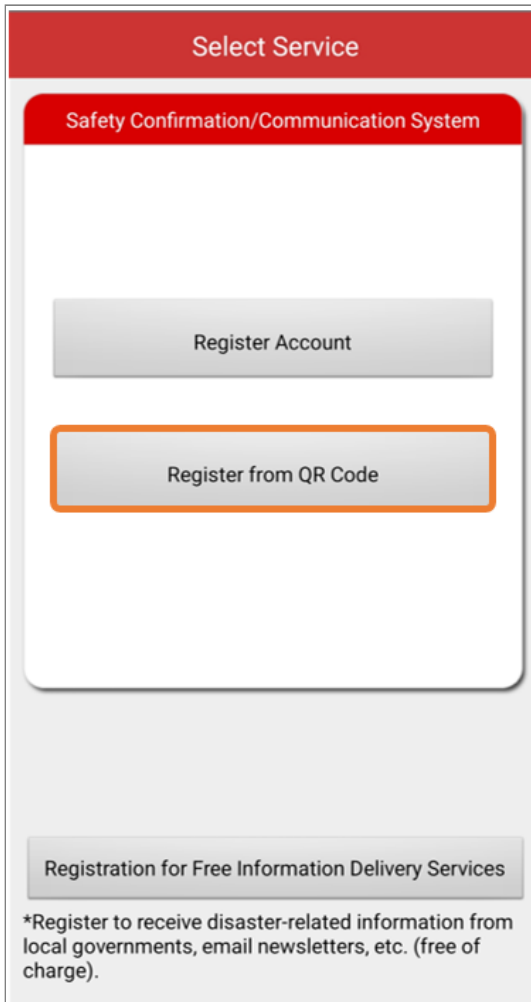 Select Service
Safety Confirmation/Communication System
Register Account
Register from QR Code
Registration for Free Information Delivery Services
*Register to receive disaster-related information from
local governments, email newsletters, etc. (free of
charge).